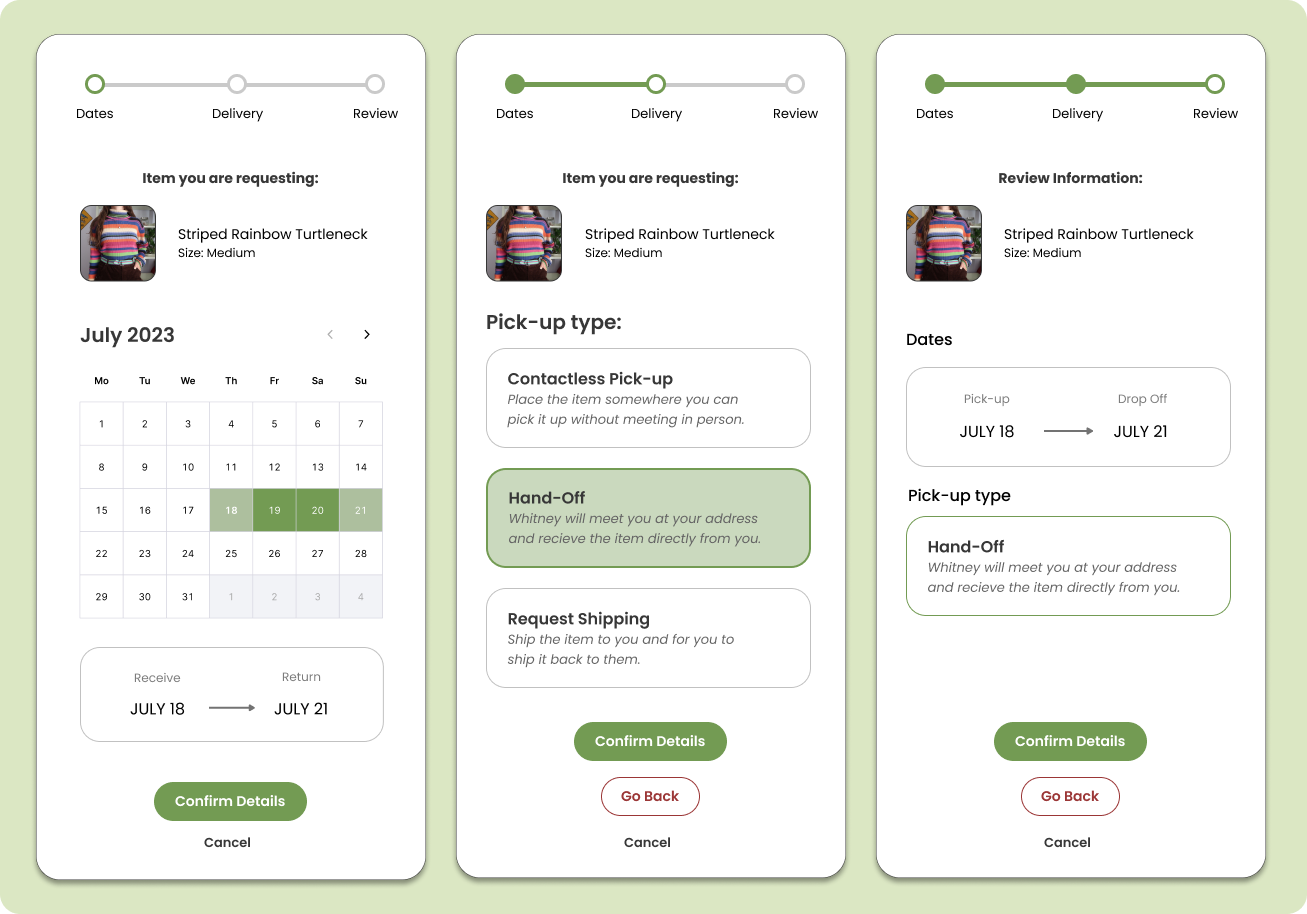 Dates
Delivery
Review
Item you are requesting:
Striped Rainbow Turtleneck
Size: Medium
July 2023
Mo Tu We Th Fr Sa Su
1 2 3 4 5 6 7
8 9 10 11 12 13 14
15 16 17 18 19 20 21
22 23 24 25 26 27 28
29 30 31 1 2 3 4
Receive
Return
JULY 18
JULY 21
Confirm Details
Cancel
Dates
Delivery
Review
Item you are requesting:
Striped Rainbow Turtleneck
Size: Medium
Pick-up type:
Contactless Pick-up
Place the item somewhere you can
pick it up without meeting in person.
Hand-Off
Whitney will meet you at your address
and recieve the item directly from you.
Request Shipping
Ship the item to you and for you to
ship it back to them.
Confirm Details
Go Back
Cancel
Dates
Delivery
Review
Review Information:
Striped Rainbow Turtleneck
Size: Medium
Dates
Pick-up
Drop Off
JULY 18
JULY 21
Pick-up type
Hand-Off
Whitney will meet you at your address
and recieve the item directly from you.
Confirm Details
Go Back
Cancel